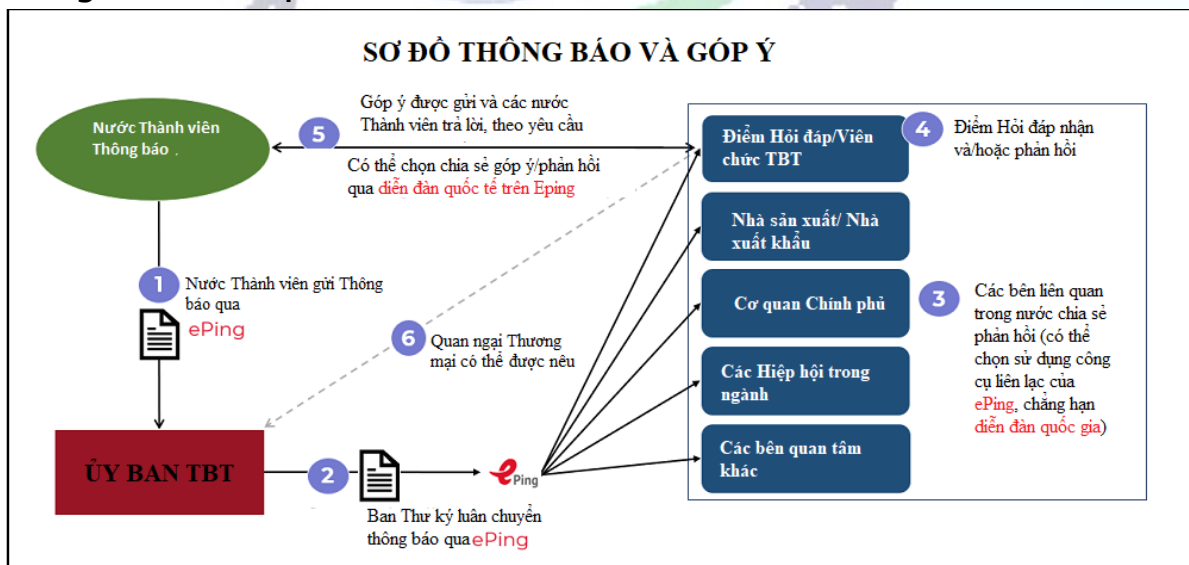 SƠ ĐỒ THÔNG BÁO VÀ GÓP Ý
Nước Thành viên
Thông báo .
5
Góp ý được gửi và các nước
Thành viên trả lời, theo yêu cầu
Có thể chọn chia sẻ góp ý/phản hồi
qua diễn đàn quốc tế trên Eping
Điểm Hỏi đáp/Viên
chức TBT
4
Điểm Hỏi đáp nhận
và/hoặc phản hồi
Nhà sản xuất/ Nhà
xuất khẩu
1
Nước Thành viên gửi Thông
báo qua
ePing
Cơ quan Chính phủ
3
Các bên liên quan
trong nước chia sẻ
phản hồi (có thể
chọn sử dụng công
cụ liên lạc của
ePing, chẳng hạn
diễn đàn quốc gia)
6
Quan ngại Thương
mại có thể được nêu
Các Hiệp hội trong
ngành
Các bên quan tâm
khác
ỦY BAN TBT
2
ePing
Ban Thư ký luân chuyển
thông báo qua ePing